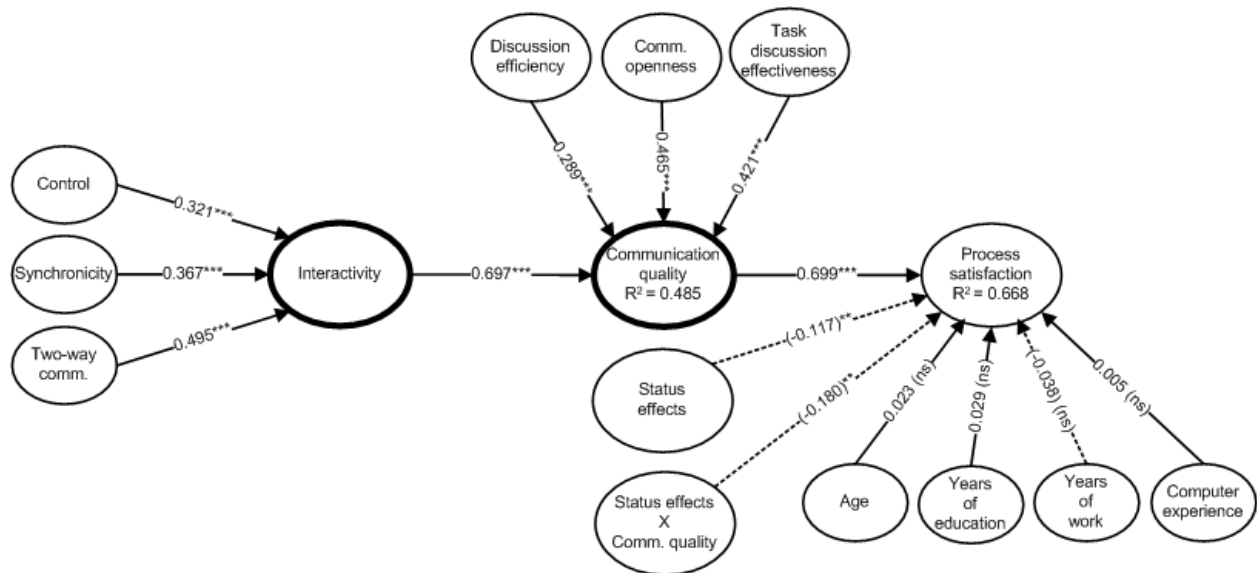 Discussion
efficiency
Comm.
openness
Task
discussion
effectiveness
0.289***
0.465***
0.421***
Control
Synchronicity
Two-way
comm.
0.321***
0.367***
0.495***
Interactivity
0.697***
Communication
quality
R² = 0.485
0.699***
Process
satisfaction
R² = 0.668
Status
effects
(-0.117)**
Status effects
X
Comm. quality
(-0.180)**
0.023 (ns)
0.029 (ns)
(-0.038) (ns)
0.005 (ns)
Age
Years
of
education
Years
of
work
Computer
experience